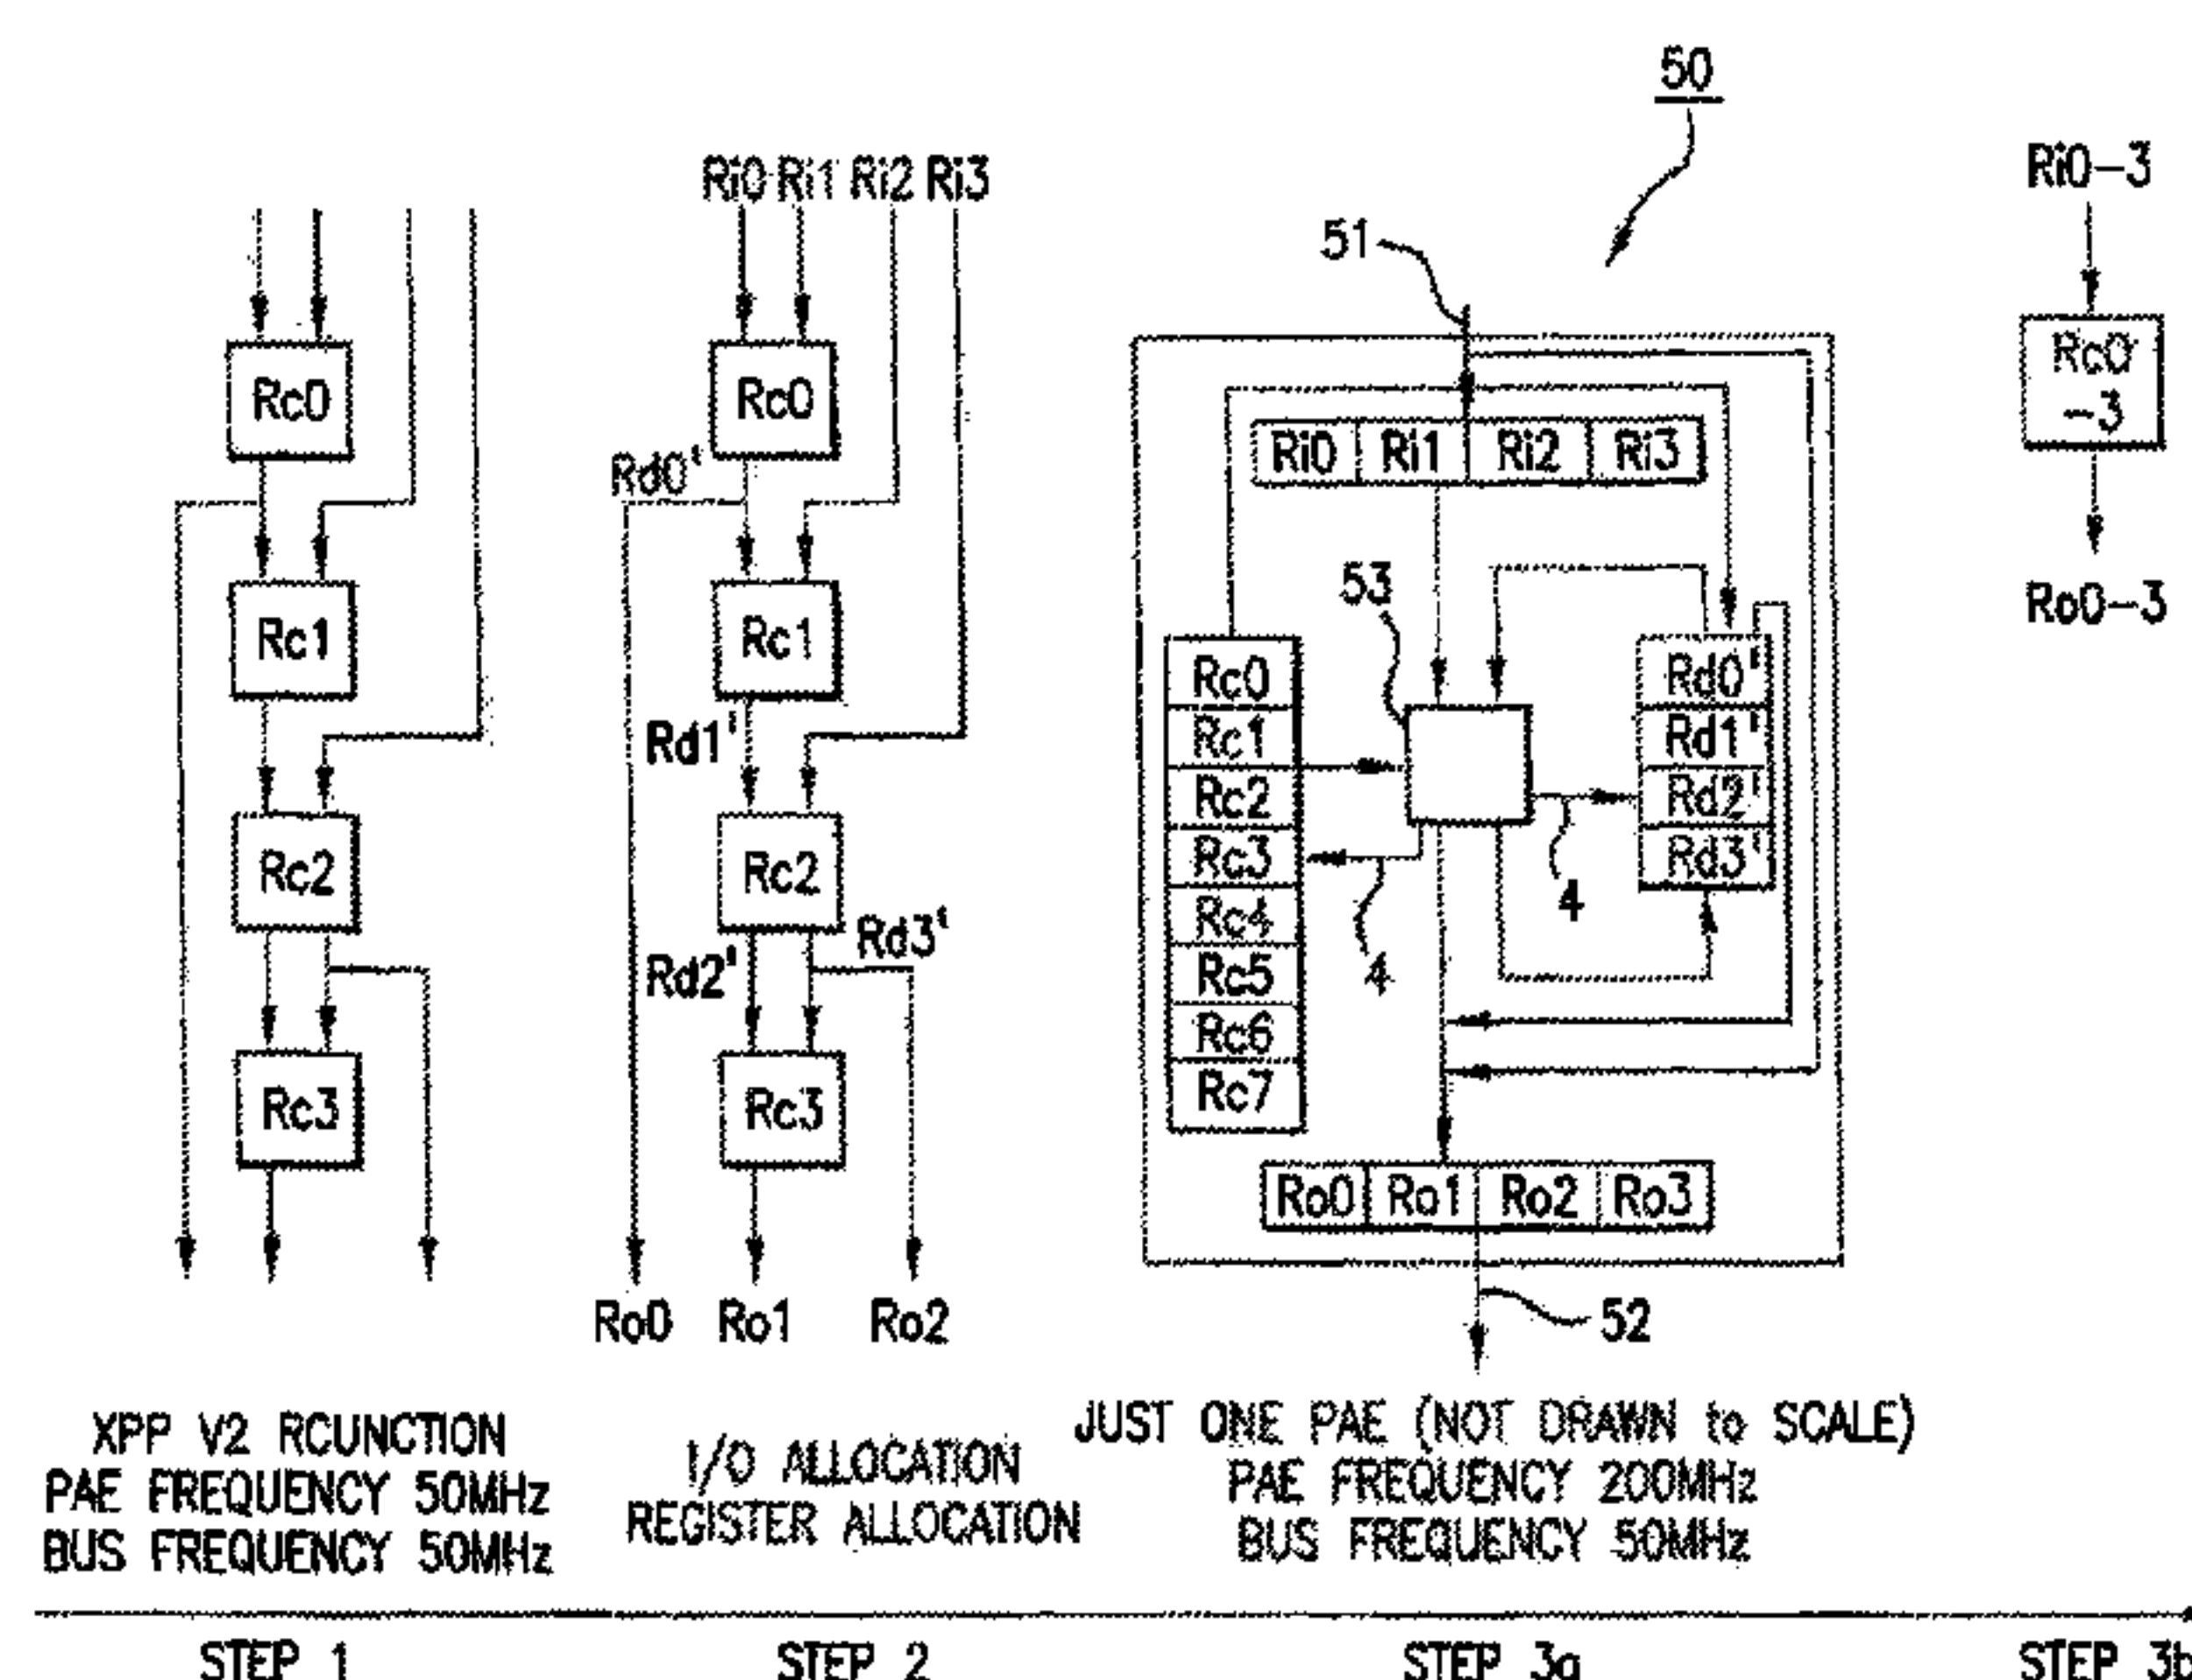 50
Ri0 Ri1 Ri2 Ri3
Ri0-3
51
Rc0
Rc0
Rc0
-3
Rd0'
Ri0 Ri1 Ri2 Ri3
53
Ro0-3
Rc1
Rc1
Rd1'
Rc0
Rc1
Rc2
Rc3
Rc4
Rc5
Rc6
Rc7
Rd0'
Rd1'
Rd2'
Rd3'
4
4
Rc2
Rc2
Rd3'
Rd2'
Rc3
Rc3
Ro0 Ro1 Ro2 Ro3
Ro0 Ro1 Ro2
52
XPP V2 RCUNCTION
PAE FREQUENCY 50MHz
BUS FREQUENCY 50MHz
I/O ALLOCATION
REGISTER ALLOCATION
JUST ONE PAE (NOT DRAWN to SCALE)
PAE FREQUENCY 200MHz
BUS FREQUENCY 50MHz
STEP 1 STEP 2 STEP 3a STEP 3b